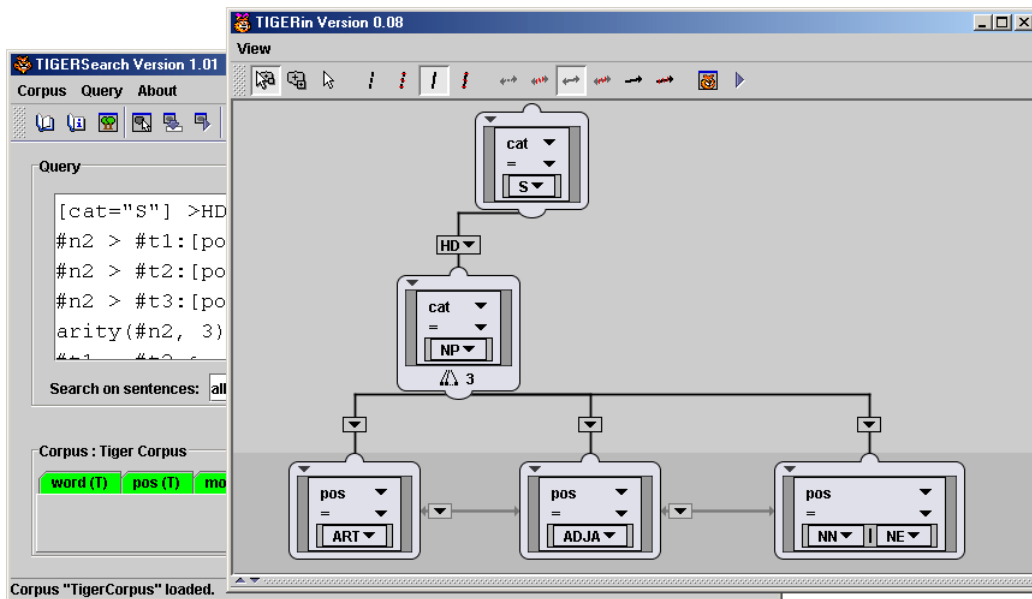 TIGERin Version 0.08
View
cat
=
S
HD
cat
=
NP
3
pos
=
ART
pos
=
ADJA
pos
=
NN | NE
TIGERSearch Version 1.01
Corpus Query About
Query
[cat="S"] >HD
#n2 > #t1:[po
#n2 > #t2:[po
#n2 > #t3:[po
arity(#n2, 3)
Search on sentences: all
Corpus : Tiger Corpus
word (T) pos (T) mo
Corpus "TigerCorpus" loaded.